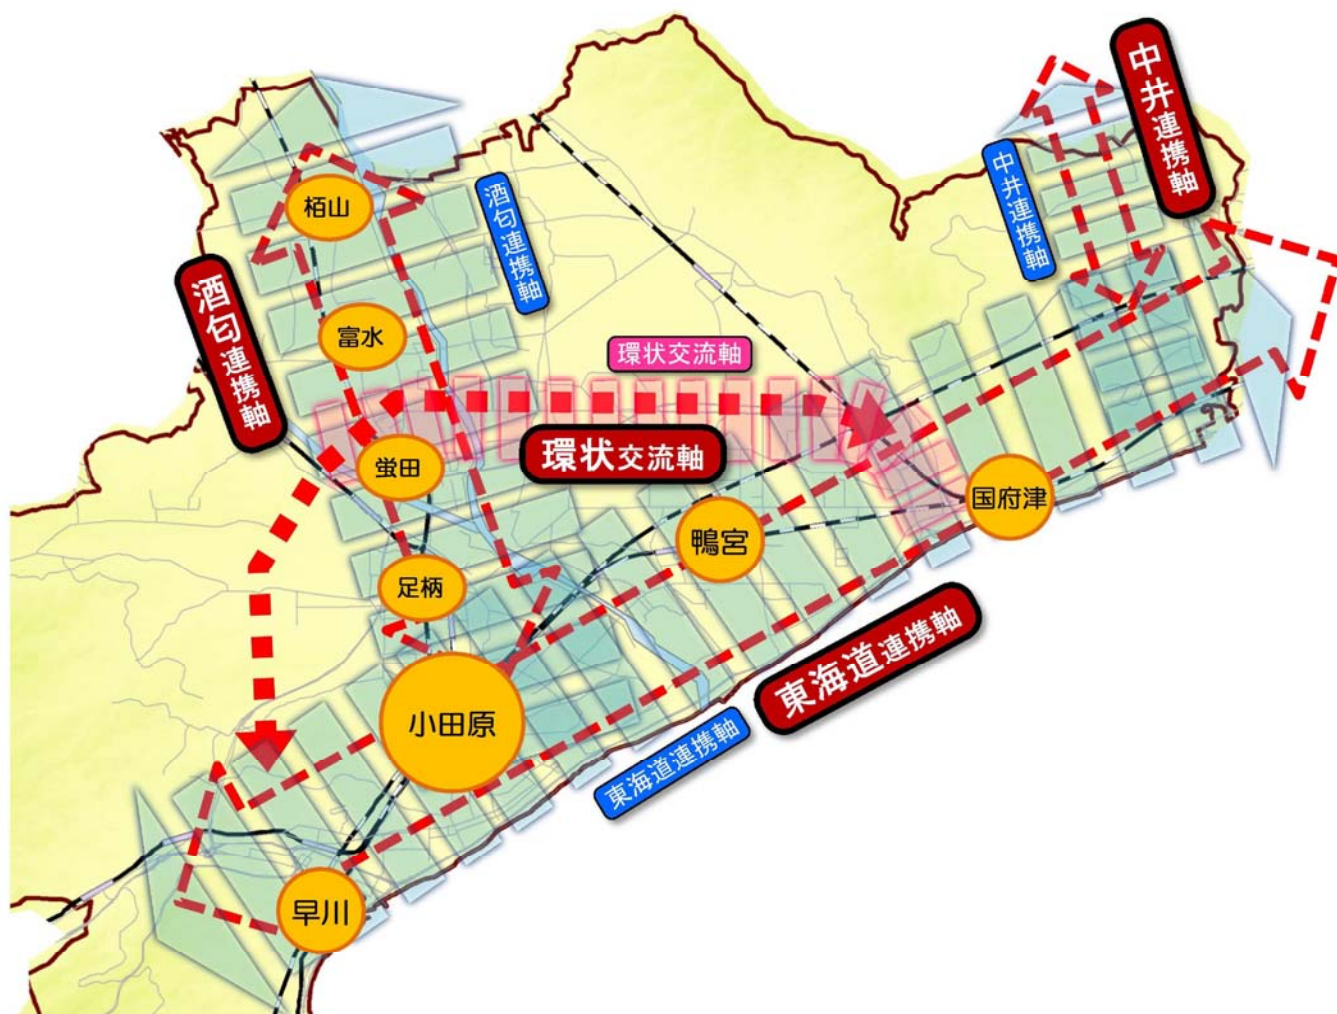 中井連携軸
中井連携軸
酒匂連携軸
栢山
酒匂連携軸
富水
環状交流軸
環状交流軸
蛍田
国府津
鴨宮
足柄
東海道連携軸
小田原
東海道連携軸
早川